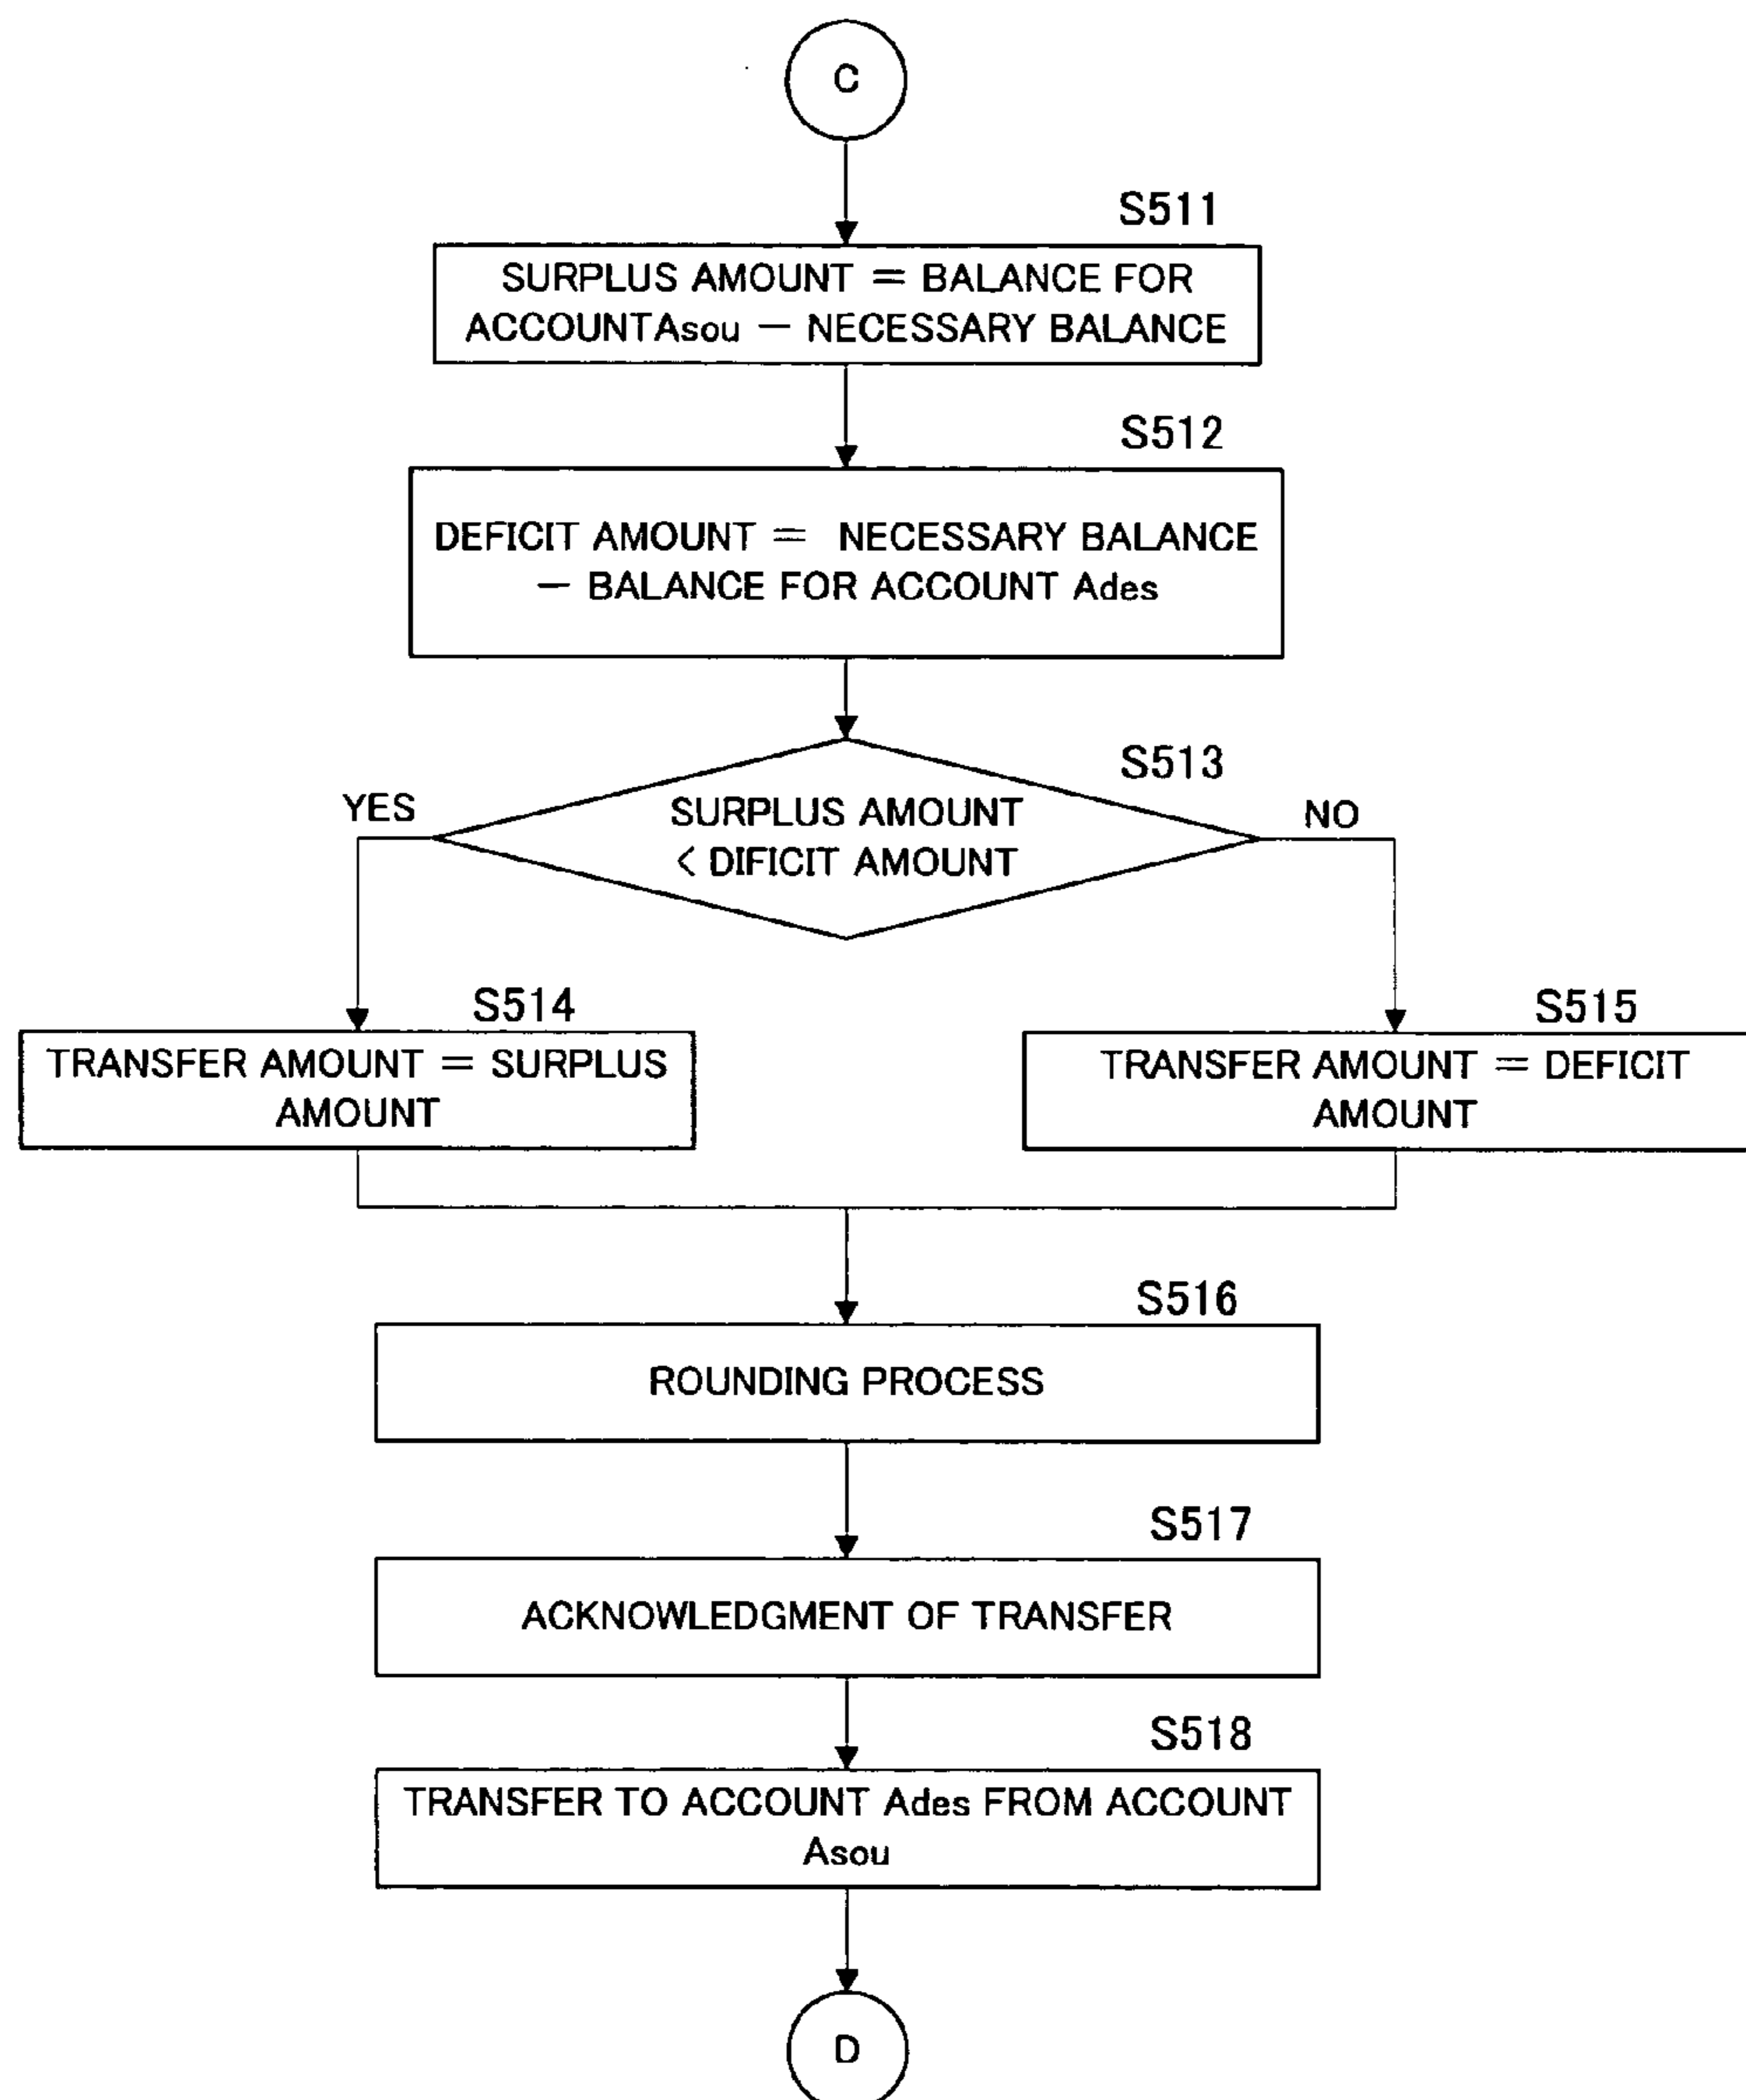 C
S511
SURPLUS AMOUNT = BALANCE FOR
ACCOUNTAsou — NECESSARY BALANCE
S512
DEFICIT AMOUNT = NECESSARY BALANCE
— BALANCE FOR ACCOUNT Ades
S513
YES
SURPLUS AMOUNT
< DIFICIT AMOUNT
NO
S514
TRANSFER AMOUNT = SURPLUS
AMOUNT
S515
TRANSFER AMOUNT = DEFICIT
AMOUNT
S516
ROUNDING PROCESS
S517
ACKNOWLEDGMENT OF TRANSFER
S518
TRANSFER TO ACCOUNT Ades FROM ACCOUNT
Asou
D